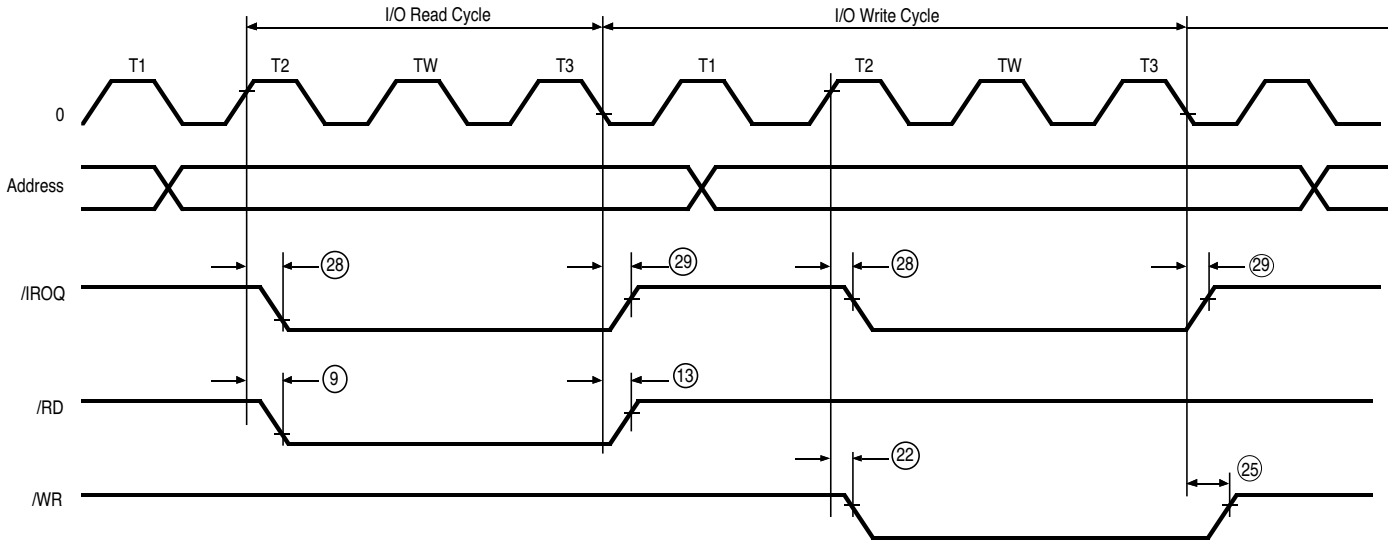 I/O Read Cycle I/O Write Cycle
T1 T2 TW T3 T1 T2 TW T3
0
Address
28 29 28 29
/IROQ
9 13
/RD
22
25
/WR